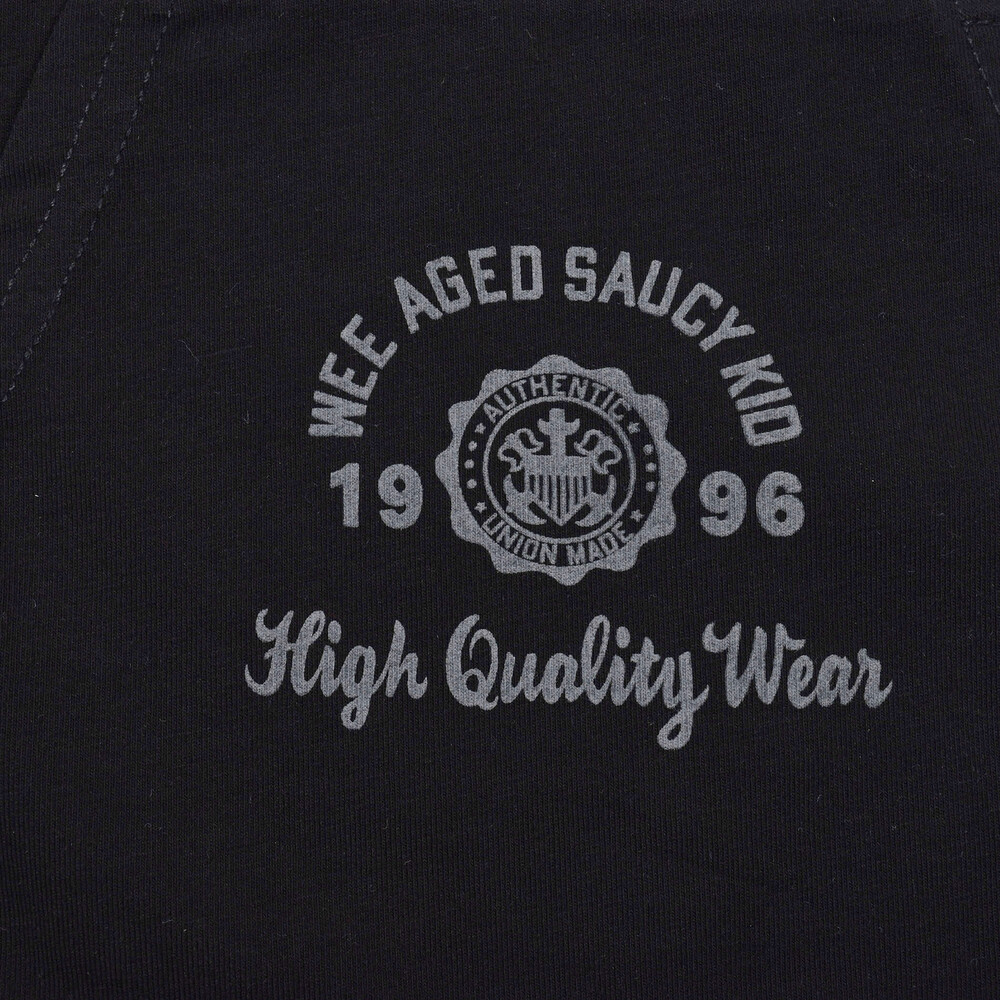 WEE AGED SAUCY KID
19 96
AUTHENTIC
UNION MADE
High Quality Wear